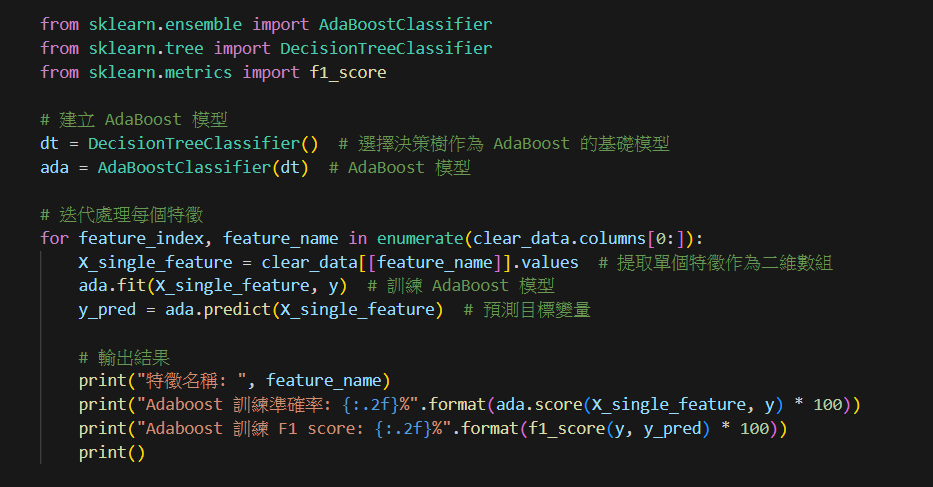 from sklearn.ensemble import AdaBoostClassifier
from sklearn.tree import DecisionTreeClassifier
from sklearn.metrics import f1_score

# 建立 AdaBoost 模型
dt = DecisionTreeClassifier()  # 選擇決策樹作為 AdaBoost 的基礎模型
ada = AdaBoostClassifier(dt)  # AdaBoost 模型

# 迭代處理每個特徵
for feature_index, feature_name in enumerate(clear_data.columns[0:]):
    X_single_feature = clear_data[[feature_name]].values  # 提取單個特徵作為二維數組
    ada.fit(X_single_feature, y)  # 訓練 AdaBoost 模型
    y_pred = ada.predict(X_single_feature)  # 預測目標變量

    # 輸出結果
    print("特徵名稱: ", feature_name)
    print("Adaboost 訓練準確率: {:.2f}%".format(ada.score(X_single_feature, y) * 100))
    print("Adaboost 訓練 F1 score: {:.2f}%".format(f1_score(y, y_pred) * 100))
    print()